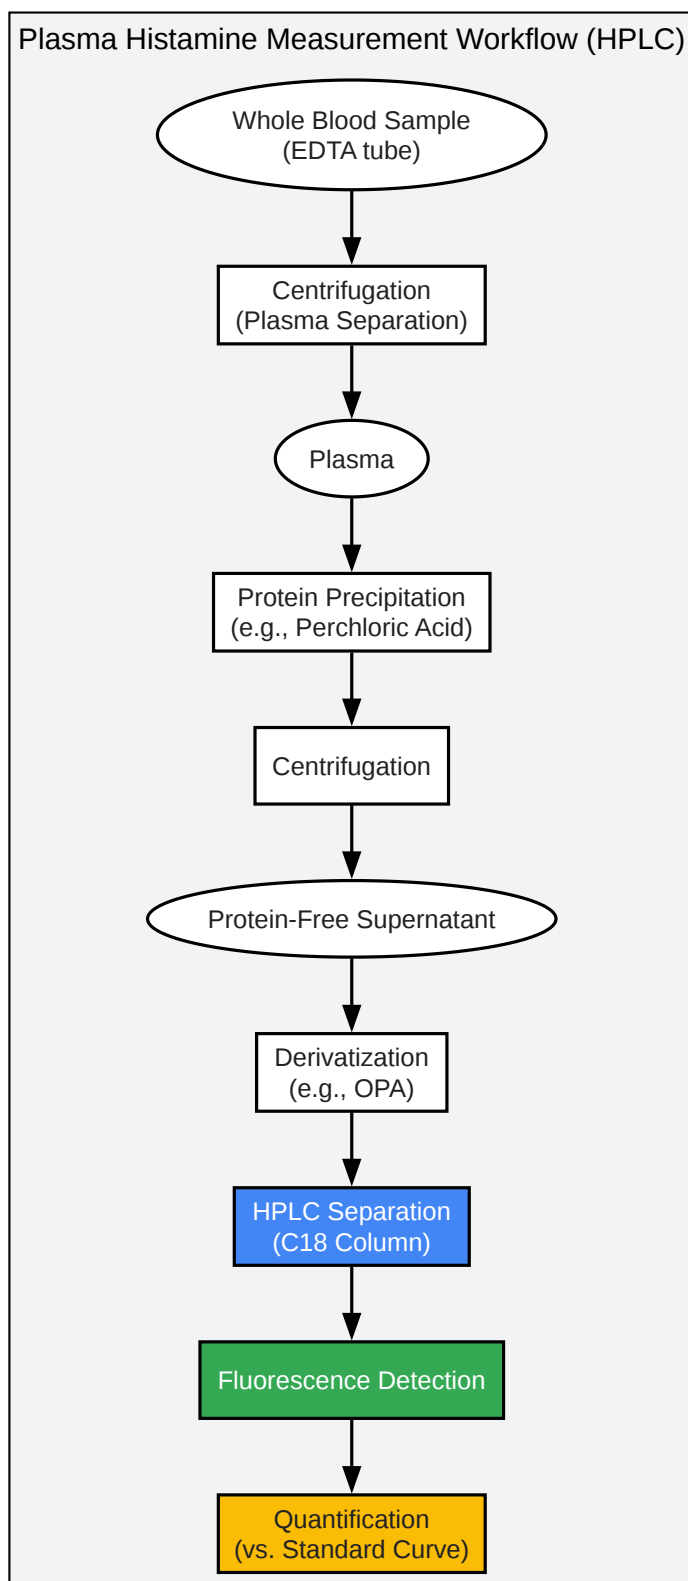 Plasma Histamine Measurement Workflow (HPLC)
Whole Blood Sample
(EDTA tube)
Centrifugation
(Plasma Separation)
Plasma
Protein Precipitation
(e.g., Perchloric Acid)
Centrifugation
Protein-Free Supernatant
Derivatization
(e.g., OPA)
HPLC Separation
(C18 Column)
Fluorescence Detection
Quantification
(vs. Standard Curve)